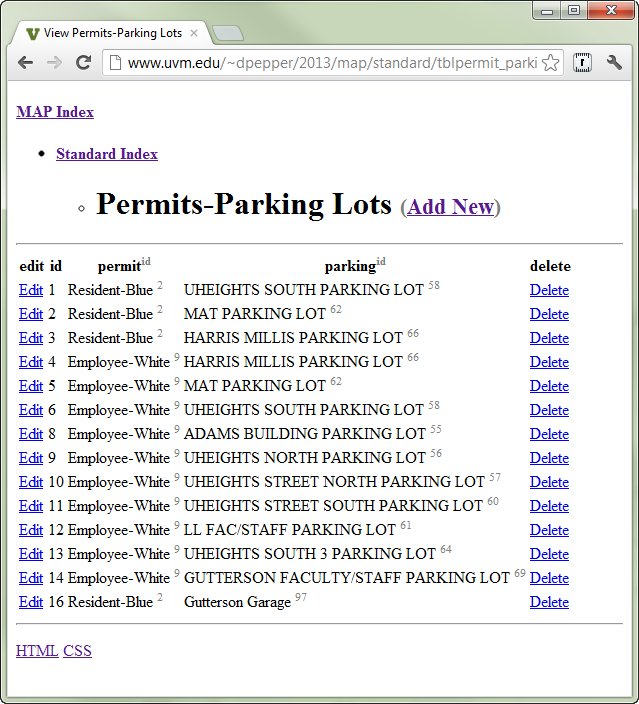 View Permits-Parking Lots
www.uvm.edu/~dpepper/2013/map/standard/tblpermit_parki
MAP Index
Standard Index
Permits-Parking Lots (Add New)
edit id permitid parkingid delete
Edit 1 Resident-Blue 2 UHEIGHTS SOUTH PARKING LOT 58 Delete
Edit 2 Resident-Blue 2 MAT PARKING LOT 62 Delete
Edit 3 Resident-Blue 2 HARRIS MILLIS PARKING LOT 66 Delete
Edit 4 Employee-White 9 HARRIS MILLIS PARKING LOT 66 Delete
Edit 5 Employee-White 9 MAT PARKING LOT 62 Delete
Edit 6 Employee-White 9 UHEIGHTS SOUTH PARKING LOT 58 Delete
Edit 8 Employee-White 9 ADAMS BUILDING PARKING LOT 55 Delete
Edit 9 Employee-White 9 UHEIGHTS NORTH PARKING LOT 56 Delete
Edit 10 Employee-White 9 UHEIGHTS STREET NORTH PARKING LOT 57 Delete
Edit 11 Employee-White 9 UHEIGHTS STREET SOUTH PARKING LOT 60 Delete
Edit 12 Employee-White 9 LL FAC/STAFF PARKING LOT 61 Delete
Edit 13 Employee-White 9 UHEIGHTS SOUTH 3 PARKING LOT 64 Delete
Edit 14 Employee-White 9 GUTTERSON FACULTY/STAFF PARKING LOT 69 Delete
Edit 16 Resident-Blue 2 Gutterson Garage 97 Delete
HTML CSS